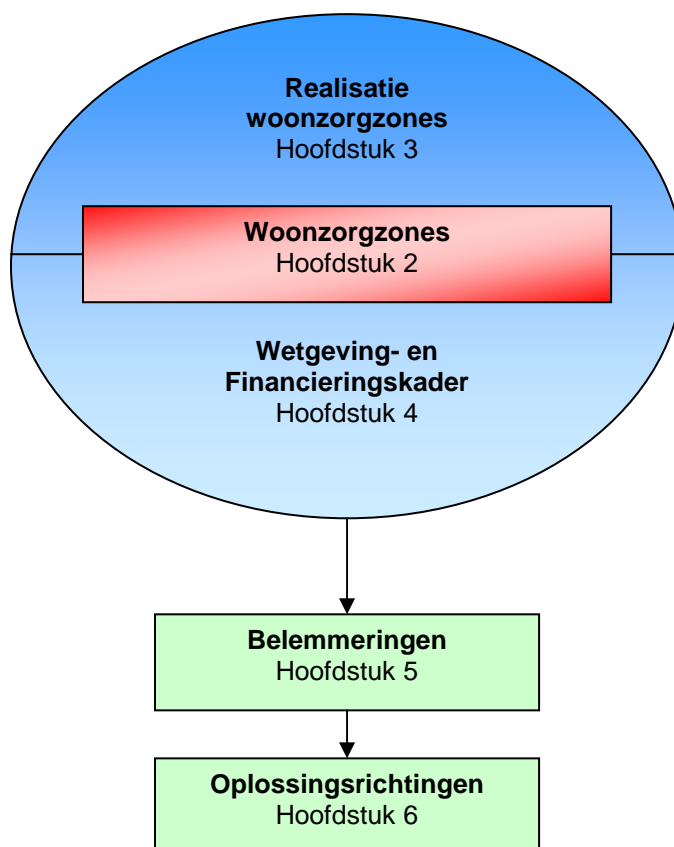 Realisatie
woonzorgzones
Hoofdstuk 3
Woonzorgzones
Hoofdstuk 2
Wetgeving- en
Financieringskader
Hoofdstuk 4
Belemmeringen
Hoofdstuk 5
Oplossingsrichtingen
Hoofdstuk 6